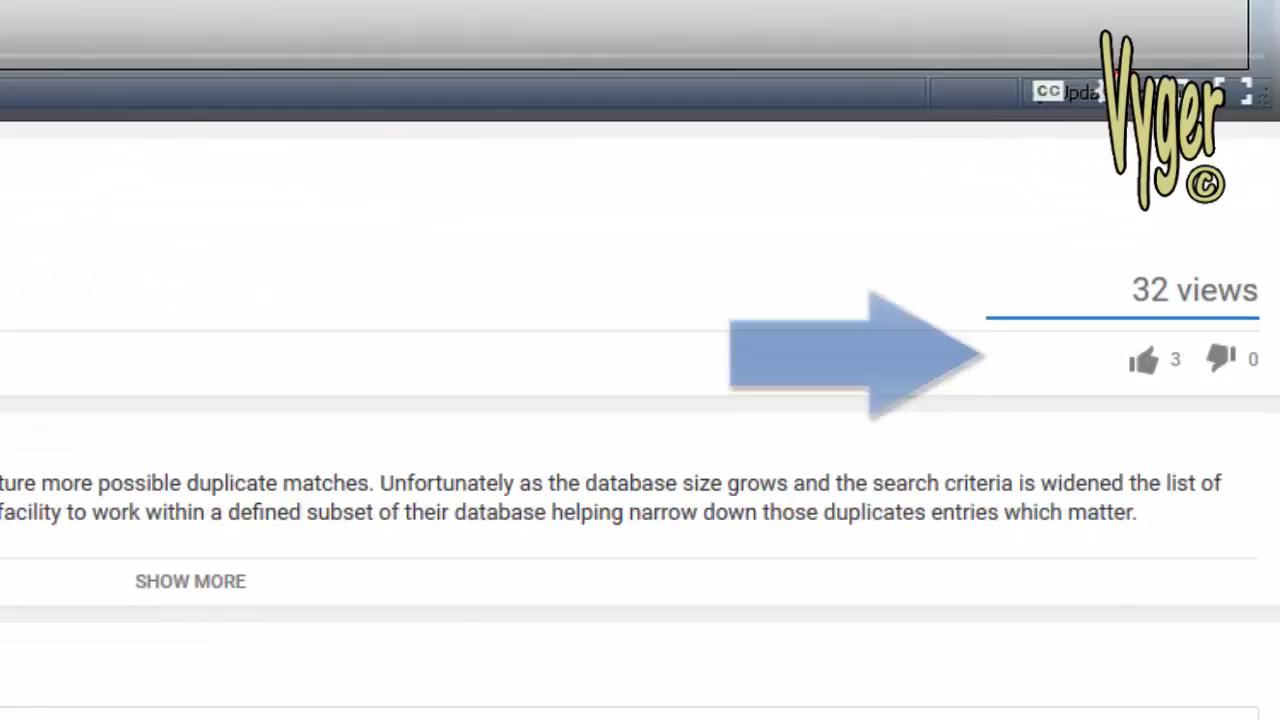 CC
Vyger
©
32 views
3 0
ture more possible duplicate matches. Unfortunately as the database size grows and the search criteria is widened the list of
facility to work within a defined subset of their database helping narrow down those duplicates entries which matter.
SHOW MORE